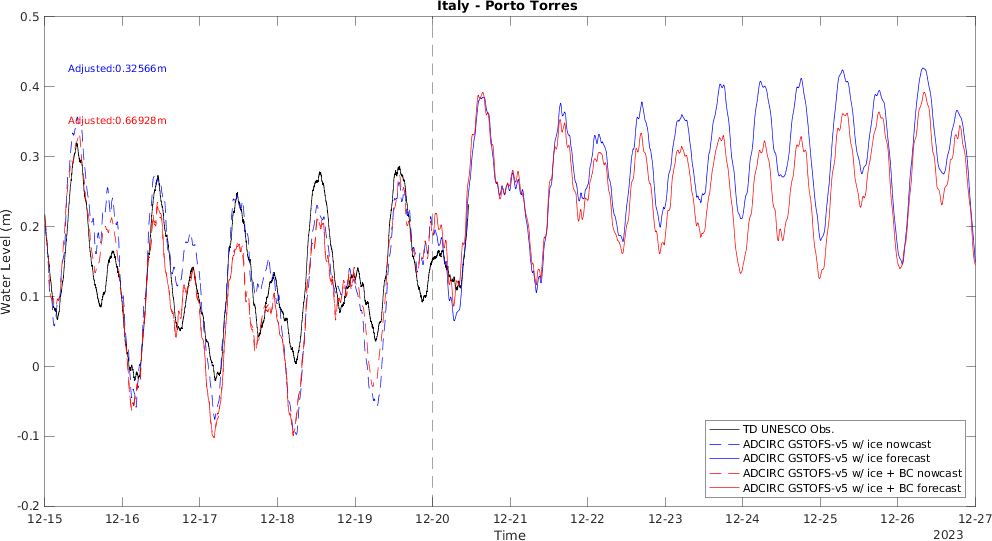 Italy - Porto Torres
0.5
0.4
0.3
0.2
0.1
0
-0.1
-0.2
Water Level (m)
Adjusted:0.32566m
Adjusted:0.66928m
TD UNESCO Obs.
ADCIRC GSTOFS-v5 w/ ice nowcast
ADCIRC GSTOFS-v5 w/ ice forecast
ADCIRC GSTOFS-v5 w/ ice + BC nowcast
ADCIRC GSTOFS-v5 w/ ice + BC forecast
12-15 12-16 12-17 12-18 12-19 12-20 12-21 12-22 12-23 12-24 12-25 12-26 12-27
Time
2023